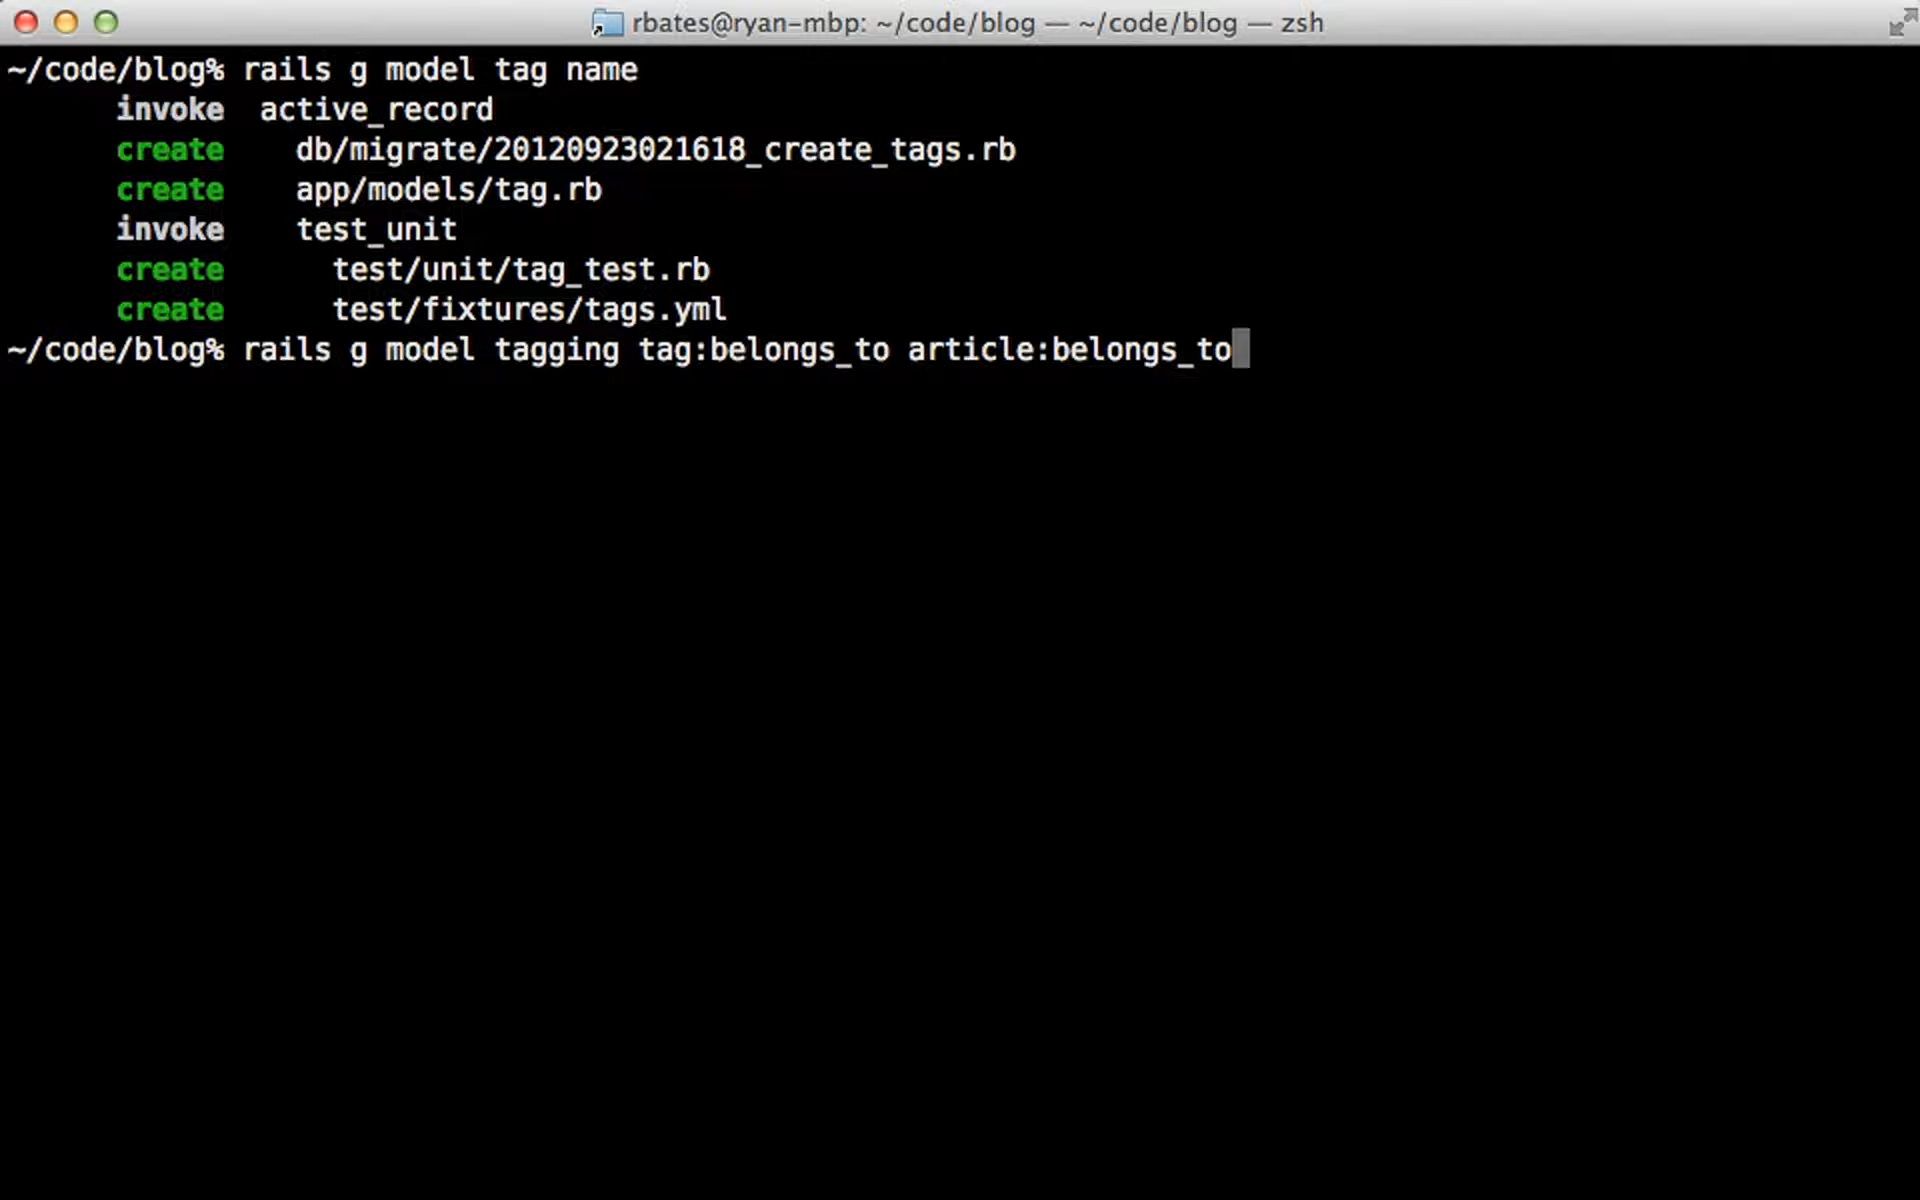 rbates@ryan-mbp: ~/code/blog — ~/code/blog — zsh
~/code/blog% rails g model tag name
      invoke  active_record
      create    db/migrate/20120923021618_create_tags.rb
      create    app/models/tag.rb
      invoke    test_unit
      create      test/unit/tag_test.rb
      create      test/fixtures/tags.yml
~/code/blog% rails g model tagging tag:belongs_to article:belongs_to